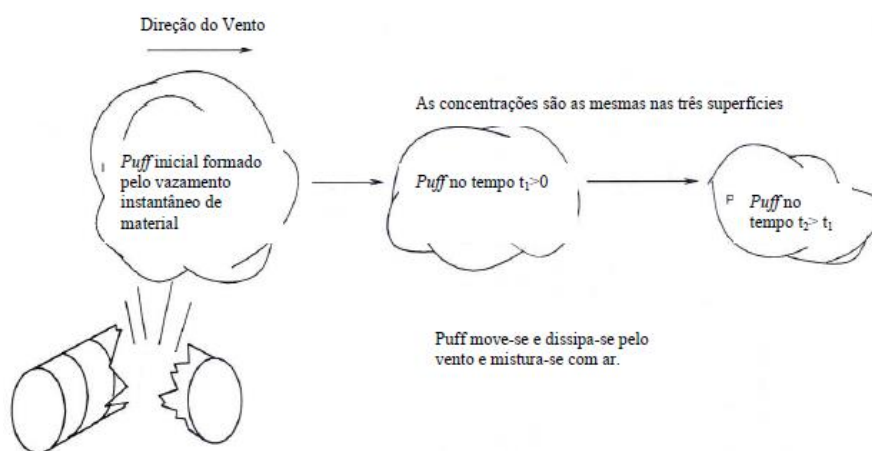 Direção do Vento
As concentrações são as mesmas nas três superfícies
Puff inicial formado
pelo vazamento
instantâneo de
material
Puff no tempo t₁>0
P
Puff no
tempo t₂> t₁
Puff move-se e dissipa-se pelo
vento e mistura-se com ar.